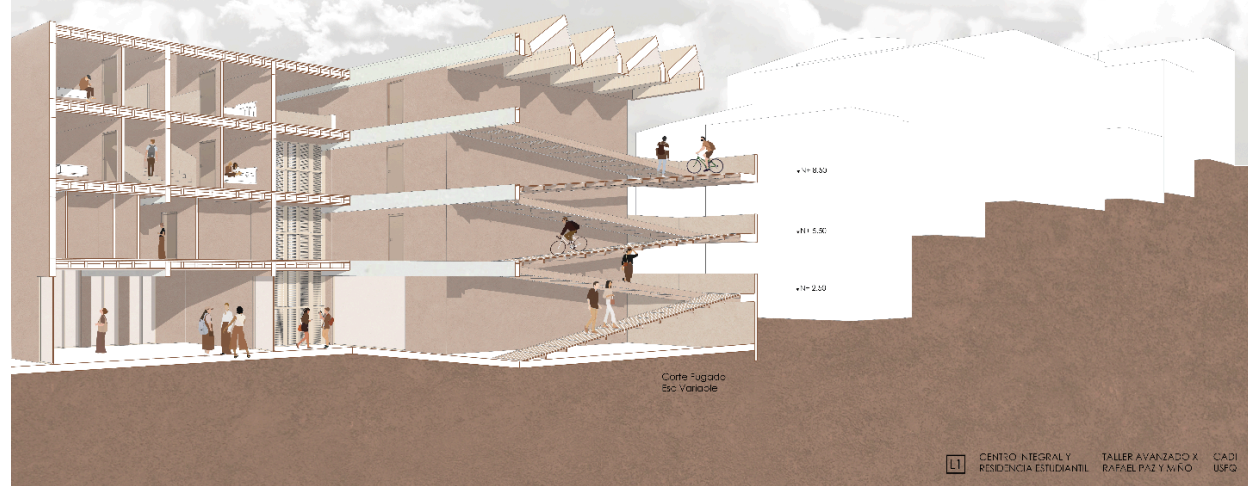 N+ 8.50
N+ 5.50
N+ 2.50
Corte Fugado
Esc Variable
L1
CENTRO INTEGRAL Y
RESIDENCIA ESTUDIANTIL
TALLER AVANZADO X
RAFAEL PAZ Y MIÑO
CADI
USFQ